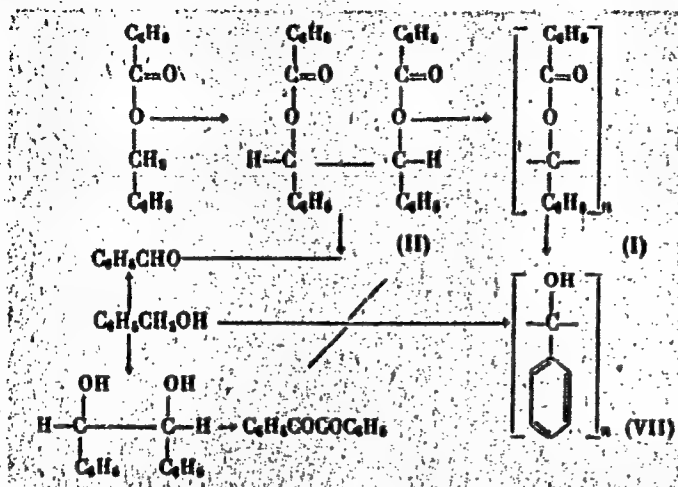 C₆H₅ C₆H₅ C₆H₅ C₆H₅
C=O C=O C=O C=O
O O O O
CH₂ H—C C—H —C—
C₆H₅ C₆H₅ C₆H₅ C₆H₅ n
(II) (I)
C₆H₅CHO
OH
C₆H₅CH₂OH —C—
OH OH
n (VII)
H—C C—H C₆H₅COCOC₆H₅
C₆H₅ C₆H₅